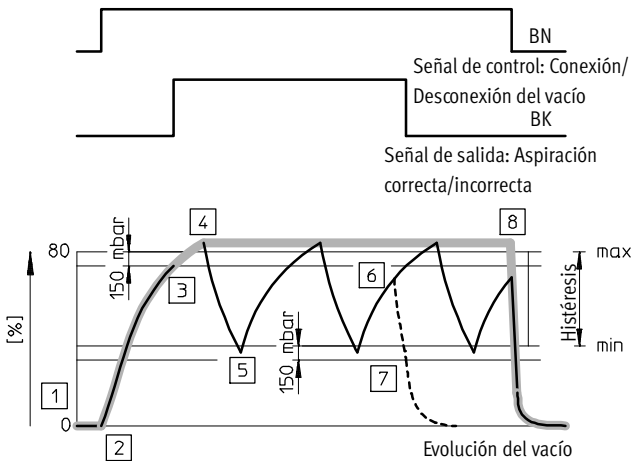 BN
Señal de control: Conexión/
Desconexión del vacío
BK
Señal de salida: Aspiración
correcta/incorrecta
4
8
80
150 mbar
max
3
6
[%]
Histéresis
min
5
150 mbar
7
1
0
2
Evolución del vacío